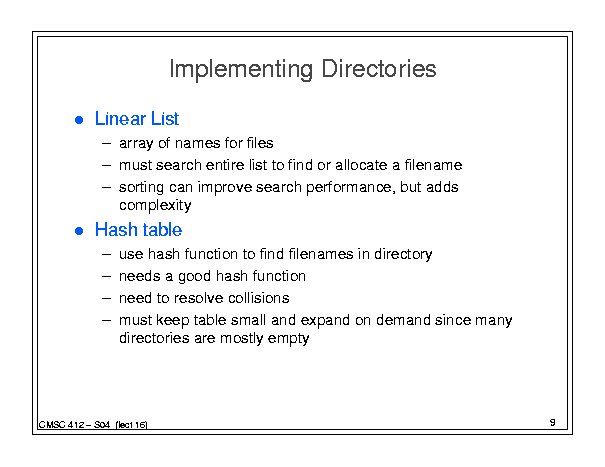 Implementing Directories
● Linear List
– array of names for files
– must search entire list to find or allocate a filename
– sorting can improve search performance, but adds
complexity
● Hash table
– use hash function to find filenames in directory
– needs a good hash function
– need to resolve collisions
– must keep table small and expand on demand since many
directories are mostly empty
CMSC 412 – S04 (lect 16)
9